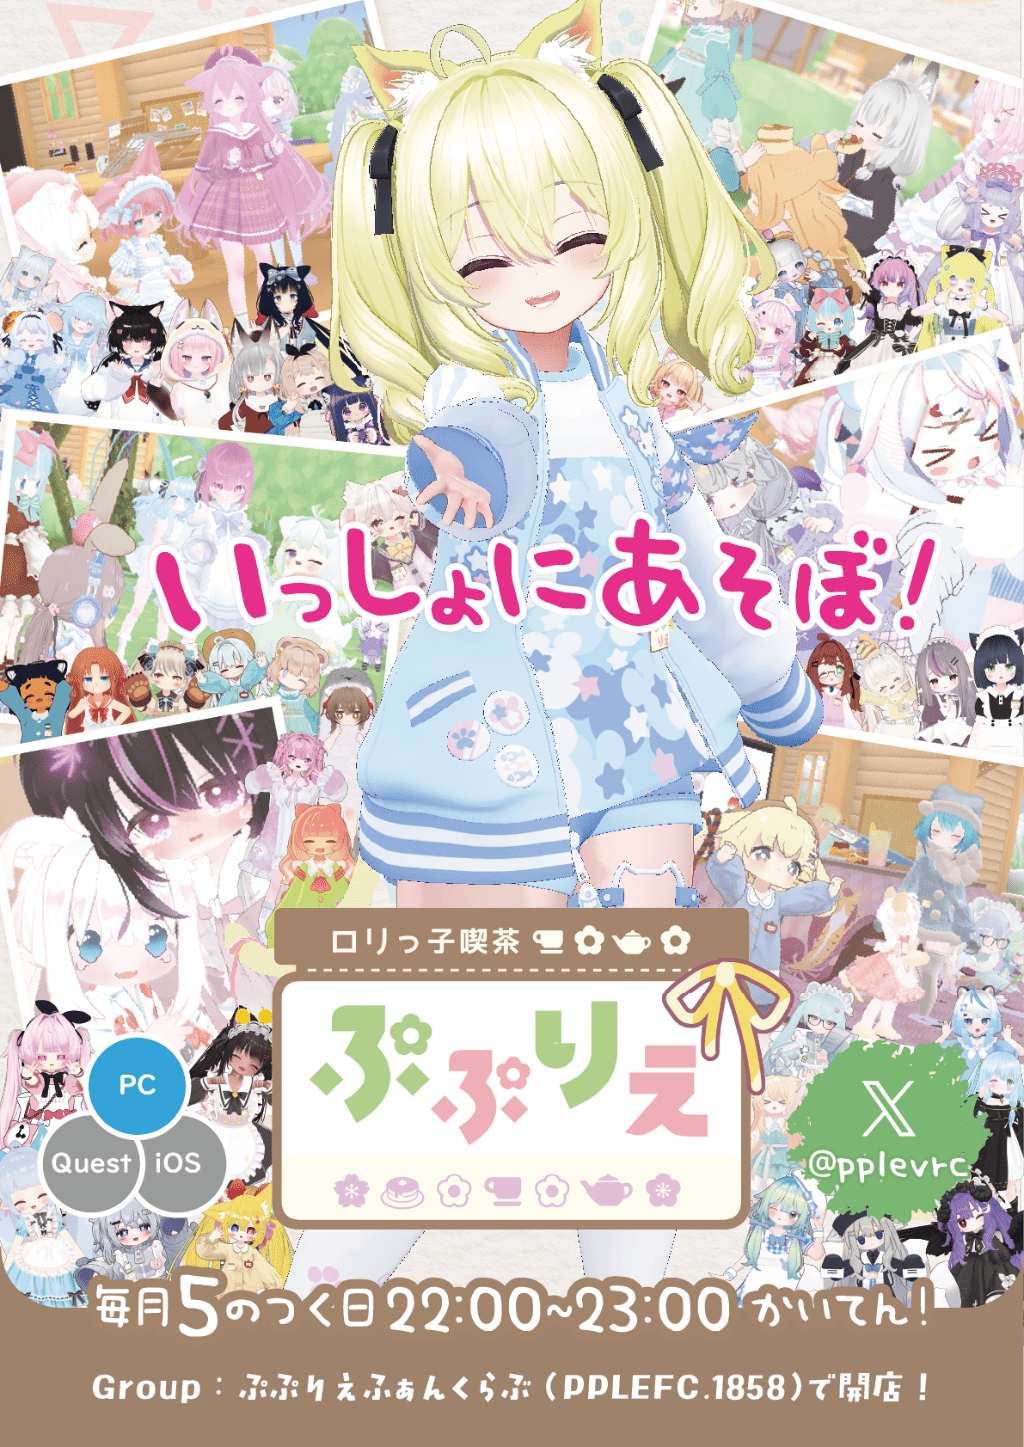 いっしょにあそぼ！
ロリっ子喫茶
ぷぷりえ
PC
Quest
iOS
X
@pplevrc
毎月5のつく日22:00~23:00 かいてん！
Group：ぷぷりえふぁんくらぶ（PPLEFC.1858）で開店！